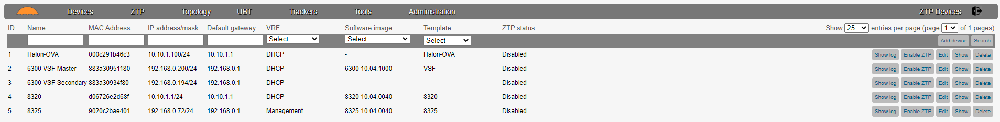 Devices ZTP Topology UBT Trackers Tools Administration ZTP Devices
ID Name MAC Address IP address/mask Default gateway VRF Software image Template ZTP status Show 25 entries per page (page 1 of 1 pages)
Select Select Select Add device Search
1 Halon-OVA 000c291b46c3 10.10.1.100/24 10.10.1.1 DHCP - Halon-OVA Disabled Show log Enable ZTP Edit Show Delete
2 6300 VSF Master 883a30951180 192.168.0.200/24 192.168.0.1 DHCP 6300 10.04.1000 VSF Disabled Show log Enable ZTP Edit Show Delete
3 6300 VSF Secondary 883a30934f80 192.168.0.194/24 192.168.0.1 DHCP - - Disabled Show log Enable ZTP Edit Show Delete
4 8320 d06726e2d68f 10.10.1.1/24 10.10.1.1 DHCP 8320 10.04.0040 8320 Disabled Show log Enable ZTP Edit Show Delete
5 8325 9020c2bae401 192.168.0.72/24 192.168.0.1 Management 8325 10.04.0040 8325 Disabled Show log Enable ZTP Edit Show Delete